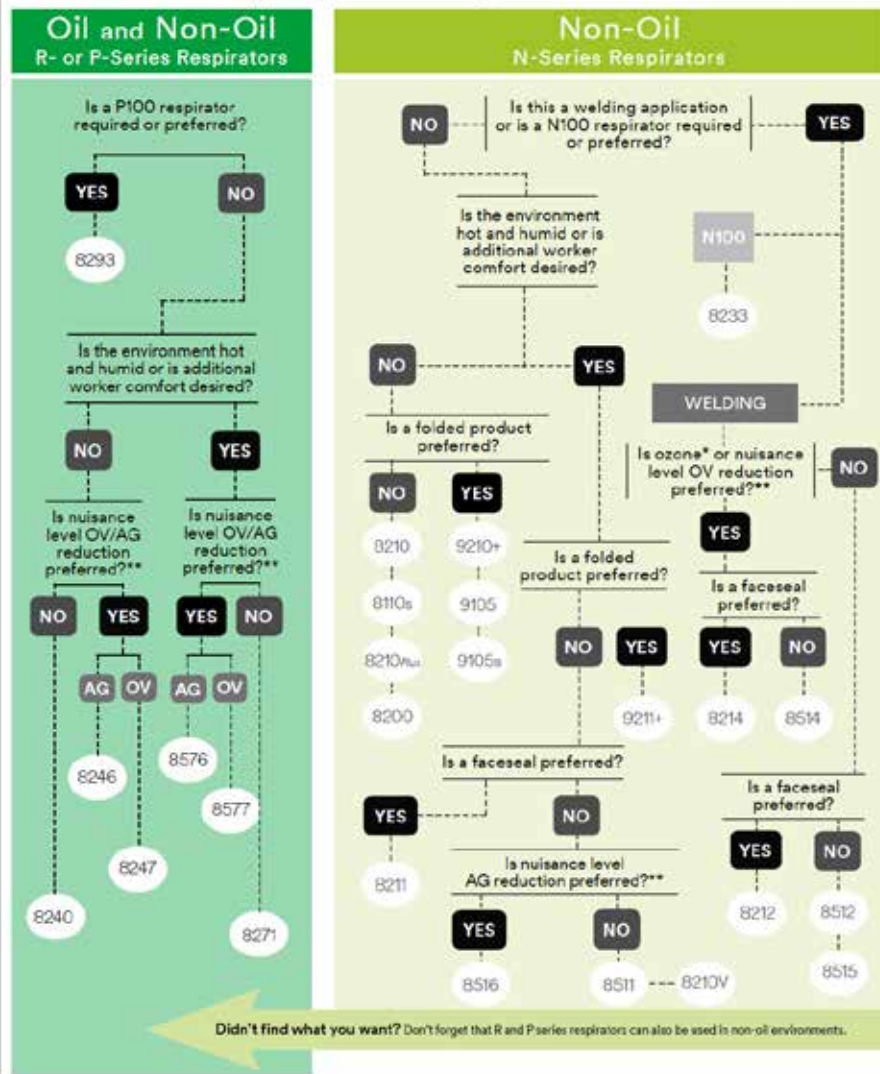 Oil and Non-Oil
R- or P-Series Respirators
Is a P100 respirator
required or preferred?
YES
NO
8293
Is the environment hot
and humid or is additional
worker comfort desired?
NO
YES
Is nuisance
level OV/AG
reduction
preferred?**
Is nuisance
level OV/AG
reduction
preferred?**
NO
YES
YES
NO
AG
OV
AG
OV
8246
8576
8577
8247
8240
8271
Non-Oil
N-Series Respirators
NO
Is this a welding application
or is a N100 respirator required
or preferred?
YES
Is the environment
hot and humid or is
additional worker
comfort desired?
N100
8233
NO
YES
WELDING
Is a folded product
preferred?
Is ozone* or nuisance
level OV reduction
preferred?**
NO
NO
YES
YES
8210
9210+
Is a folded
product preferred?
Is a faceseal
preferred?
8110s
9105
NO
YES
YES
NO
8210Plus
9105s
8200
9211+
8214
8514
Is a faceseal preferred?
Is a faceseal
preferred?
YES
NO
YES
NO
8211
Is nuisance level
AG reduction preferred?**
8212
8512
YES
NO
8515
8516
8511
8210V
Didn't find what you want? Don't forget that R and P series respirators can also be used in non-oil environments.